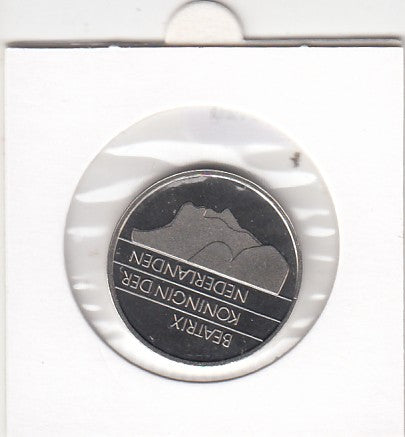 BEATRIX
KONINGIN DER,
NEDERLANDEN